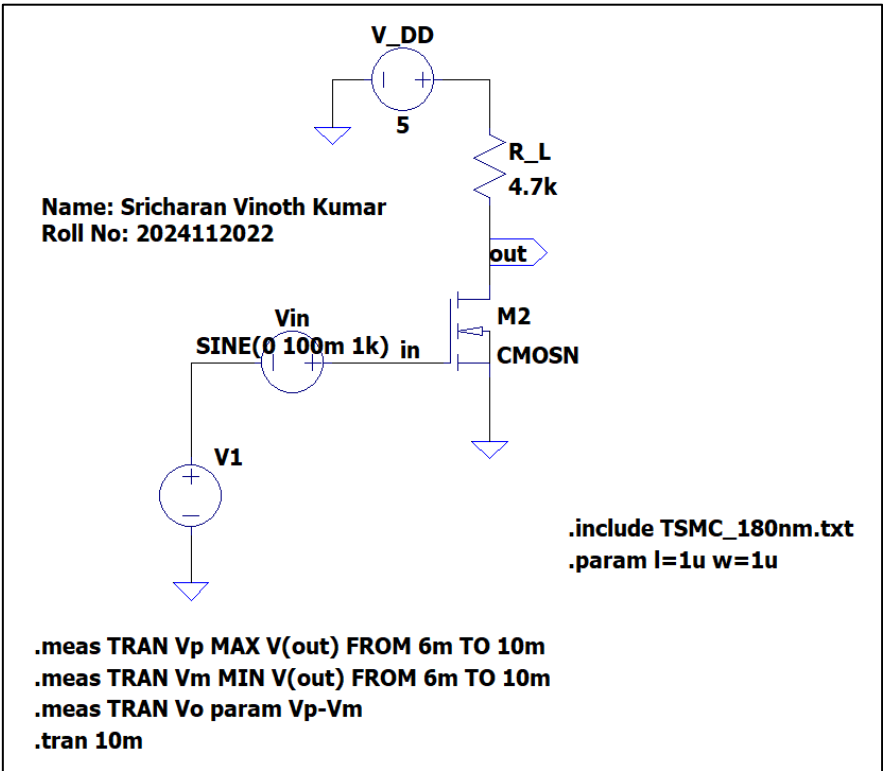 V_DD
5
R_L
4.7k
Name: Sricharan Vinoth Kumar
Roll No: 2024112022
out
Vin
SINE(0 100m 1k)
in
M2
CMOSN
V1
.include TSMC_180nm.txt
.param l=1u w=1u
.meas TRAN Vp MAX V(out) FROM 6m TO 10m
.meas TRAN Vm MIN V(out) FROM 6m TO 10m
.meas TRAN Vo param Vp-Vm
.tran 10m